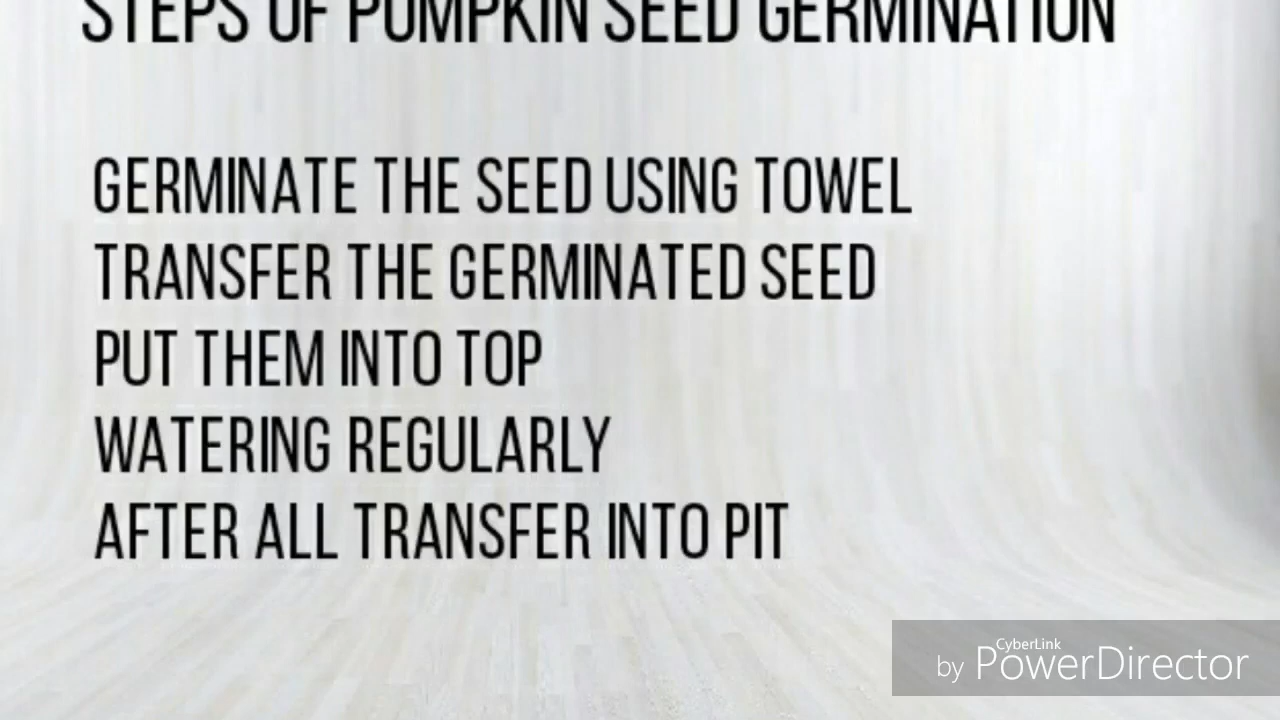 STEPS OF PUMPKIN SEED GERMINATION
GERMINATE THE SEED USING TOWEL
TRANSFER THE GERMINATED SEED
PUT THEM INTO TOP
WATERING REGULARLY
AFTER ALL TRANSFER INTO PIT
CyberLink
by PowerDirector